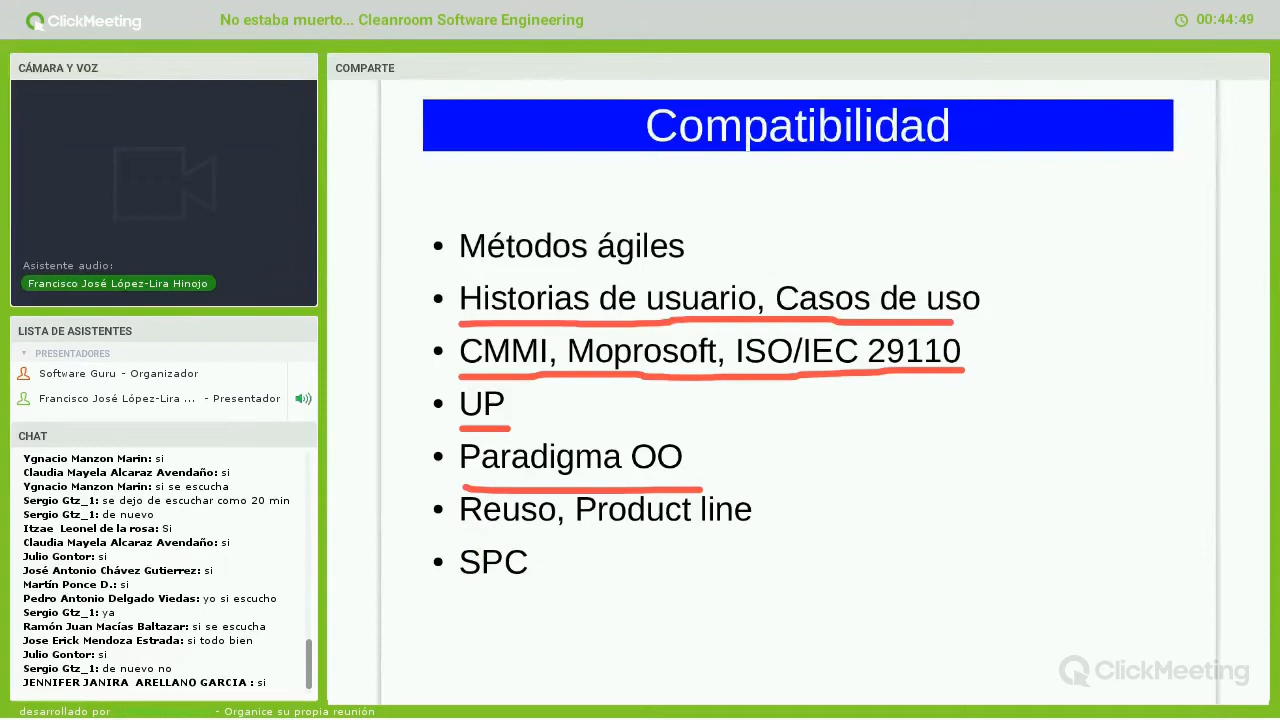 ClickMeeting
No estaba muerto... Cleanroom Software Engineering
00:44:49
CÁMARA Y VOZ
Asistente audio:
Francisco José López-Lira Hinojo
LISTA DE ASISTENTES
PRESENTADORES
Software Guru - Organizador
Francisco José López-Lira ... - Presentador
CHAT
Ygnacio Manzon Marin: si
Claudia Mayela Alcaraz Avendaño: si
Ygnacio Manzon Marin: si se escucha
Sergio Gtz_1: se dejo de escuchar como 20 min
Sergio Gtz_1: de nuevo
Itzae Leonel de la rosa: Si
Claudia Mayela Alcaraz Avendaño: si
Julio Gontor: si
José Antonio Chávez Gutierrez: si
Martín Ponce D.: si
Pedro Antonio Delgado Viedas: yo si escucho
Sergio Gtz_1: ya
Ramón Juan Macías Baltazar: si se escucha
Jose Erick Mendoza Estrada: si todo bien
Julio Gontor: si
Sergio Gtz_1: de nuevo no
JENNIFER JANIRA ARELLANO GARCIA : si
COMPARTE
Compatibilidad
• Métodos ágiles
• Historias de usuario, Casos de uso
• CMMI, Moprosoft, ISO/IEC 29110
• UP
• Paradigma OO
• Reuso, Product line
• SPC
ClickMeeting
desarrollado por - Organice su propia reunión